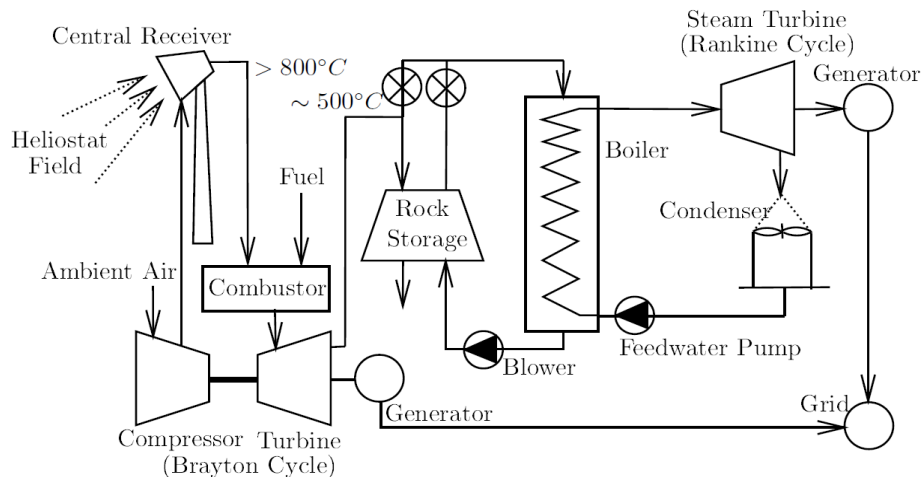 Steam Turbine
(Rankine Cycle)
Central Receiver
Generator
> 800°C
~ 500°C
Heliostat
Field
Boiler
Fuel
Rock
Storage
Condenser
Ambient Air
Combustor
Feedwater Pump
Blower
Generator
Grid
Compressor
Turbine
(Brayton Cycle)